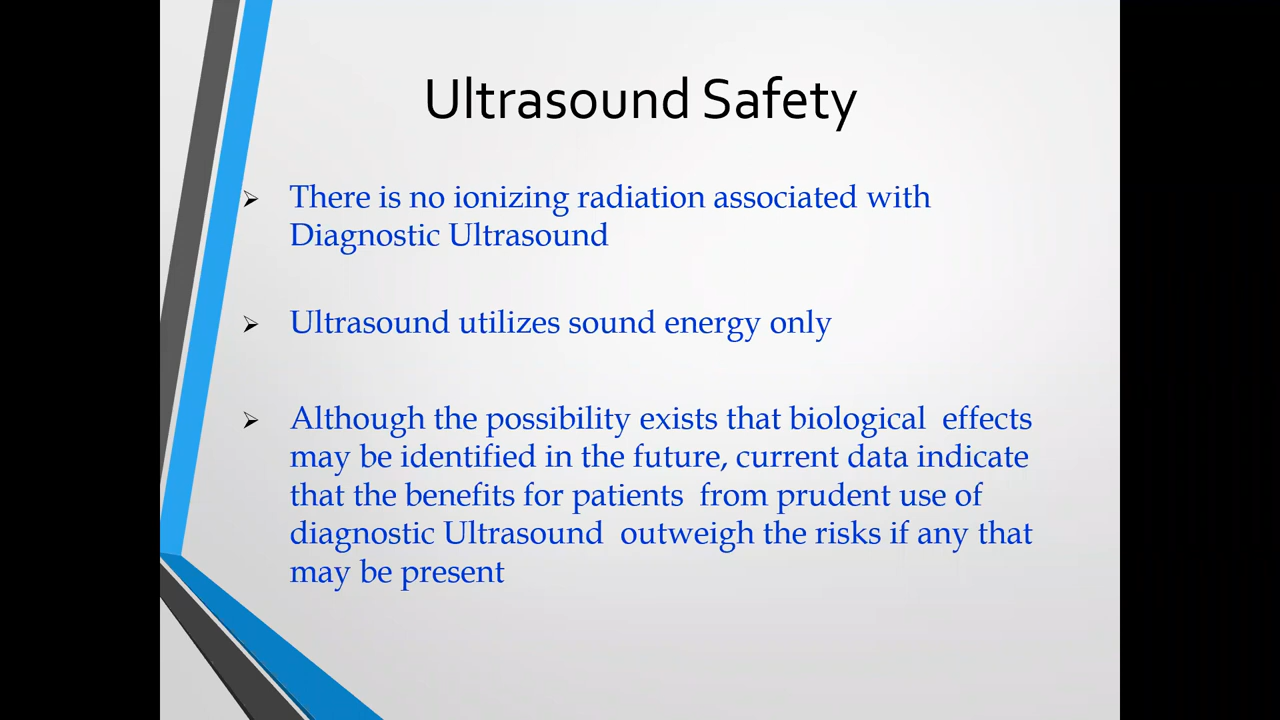 Ultrasound Safety
There is no ionizing radiation associated with
Diagnostic Ultrasound
Ultrasound utilizes sound energy only
Although the possibility exists that biological  effects
may be identified in the future, current data indicate
that the benefits for patients  from prudent use of
diagnostic Ultrasound  outweigh the risks if any that
may be present